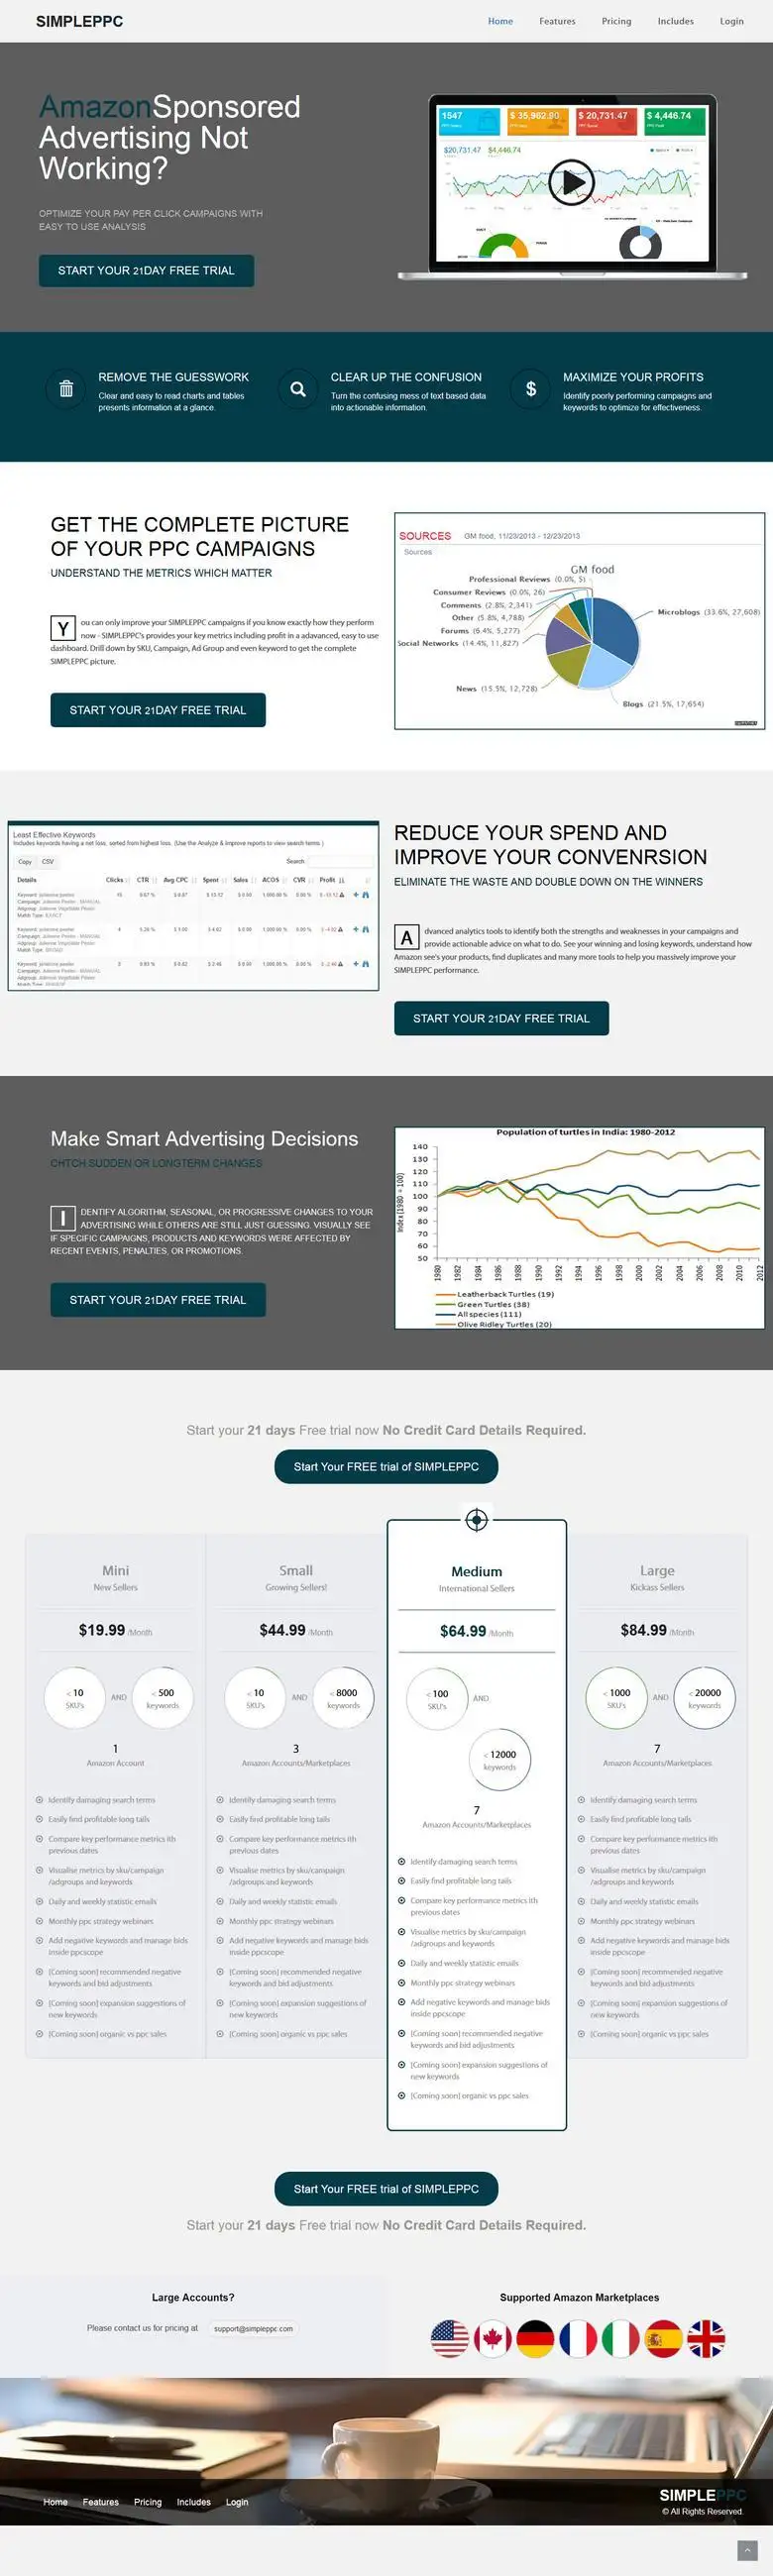 SIMPLEPPC
Home Features Pricing Includes Login
AmazonSponsored
Advertising Not
Working?
OPTIMIZE YOUR PAY PER CLICK CAMPAIGNS WITH
EASY TO USE ANALYSIS
START YOUR 21DAY FREE TRIAL
1547 $ 35,962.90 $ 20,731.47 $ 4,446.74
$20,731.47 $4,446.74
REMOVE THE GUESSWORK
Clear and easy to read charts and tables
presents information at a glance.
CLEAR UP THE CONFUSION
Turn the confusing mess of text based data
into actionable information.
MAXIMIZE YOUR PROFITS
Identify poorly performing campaigns and
keywords to optimize for effectiveness.
GET THE COMPLETE PICTURE
OF YOUR PPC CAMPAIGNS
UNDERSTAND THE METRICS WHICH MATTER
You can only improve your SIMPLEPPC campaigns if you know exactly how they perform
now - SIMPLEPPC's provides your key metrics including profit in a adavanced, easy to use
dashboard. Drill down by SKU, Campaign, Ad Group and even keyword to get the complete
SIMPLEPPC picture.
START YOUR 21DAY FREE TRIAL
SOURCES GM food, 11/23/2013 - 12/23/2013
Sources
GM food
Professional Reviews (0.0%, 5)
Consumer Reviews (0.0%, 26)
Comments (2.8%, 2,341)
Other (5.8%, 4,788)
Forums (6.4%, 5,277)
Social Networks (14.4%, 11,827)
News (15.5%, 12,728)
Microblogs (33.6%, 27,608)
Blogs (21.5%, 17,654)
Least Effective Keywords
Includes keywords having a net loss, sorted from highest loss. (Use the Analyze & Improve reports to view search terms )
Copy CSV Search:
Details Clicks CTR Avg CPC Spent Sales ACOS CVR Profit
REDUCE YOUR SPEND AND
IMPROVE YOUR CONVENRSION
ELIMINATE THE WASTE AND DOUBLE DOWN ON THE WINNERS
Advanced analytics tools to identify both the strengths and weaknesses in your campaigns and
provide actionable advice on what to do. See your winning and losing keywords, understand how
Amazon see's your products, find duplicates and many more tools to help you massively improve your
SIMPLEPPC performance.
START YOUR 21DAY FREE TRIAL
Make Smart Advertising Decisions
CHTCH SUDDEN OR LONGTERM CHANGES
IDENTIFY ALGORITHM, SEASONAL, OR PROGRESSIVE CHANGES TO YOUR
ADVERTISING WHILE OTHERS ARE STILL JUST GUESSING. VISUALLY SEE
IF SPECIFIC CAMPAIGNS, PRODUCTS AND KEYWORDS WERE AFFECTED BY
RECENT EVENTS, PENALTIES, OR PROMOTIONS.
START YOUR 21DAY FREE TRIAL
Population of turtles in India: 1980-2012
Index (1980 = 100)
140
130
120
110
100
90
80
70
60
50
1980 1982 1984 1986 1988 1990 1992 1994 1996 1998 2000 2002 2004 2006 2008 2010 2012
Leatherback Turtles (19)
Green Turtles (38)
All species (111)
Olive Ridley Turtles (20)
Start your 21 days Free trial now No Credit Card Details Required.
Start Your FREE trial of SIMPLEPPC
Mini
New Sellers
$19.99 /Month
< 10 SKU's AND < 500 keywords
1
Amazon Account
Identify damaging search terms
Easily find profitable long tails
Compare key performance metrics ith
previous dates
Visualise metrics by sku/campaign
/adgroups and keywords
Daily and weekly statistic emails
Monthly ppc strategy webinars
Add negative keywords and manage bids
inside ppcscope
[Coming soon] recommended negative
keywords and bid adjustments
[Coming soon] expansion suggestions of
new keywords
[Coming soon] organic vs ppc sales
Small
Growing Sellers!
$44.99 /Month
< 10 SKU's AND < 8000 keywords
3
Amazon Accounts/Marketplaces
Identify damaging search terms
Easily find profitable long tails
Compare key performance metrics ith
previous dates
Visualise metrics by sku/campaign
/adgroups and keywords
Daily and weekly statistic emails
Monthly ppc strategy webinars
Add negative keywords and manage bids
inside ppcscope
[Coming soon] recommended negative
keywords and bid adjustments
[Coming soon] expansion suggestions of
new keywords
[Coming soon] organic vs ppc sales
Medium
International Sellers
$64.99 /Month
< 100 SKU's AND
< 12000 keywords
7
Amazon Accounts/Marketplaces
Identify damaging search terms
Easily find profitable long tails
Compare key performance metrics ith
previous dates
Visualise metrics by sku/campaign
/adgroups and keywords
Daily and weekly statistic emails
Monthly ppc strategy webinars
Add negative keywords and manage bids
inside ppcscope
[Coming soon] recommended negative
keywords and bid adjustments
[Coming soon] expansion suggestions of
new keywords
[Coming soon] organic vs ppc sales
Large
Kickass Sellers
$84.99 /Month
< 1000 SKU's AND < 20000 keywords
7
Amazon Accounts/Marketplaces
Identify damaging search terms
Easily find profitable long tails
Compare key performance metrics ith
previous dates
Visualise metrics by sku/campaign
/adgroups and keywords
Daily and weekly statistic emails
Monthly ppc strategy webinars
Add negative keywords and manage bids
inside ppcscope
[Coming soon] recommended negative
keywords and bid adjustments
[Coming soon] expansion suggestions of
new keywords
[Coming soon] organic vs ppc sales
Start Your FREE trial of SIMPLEPPC
Start your 21 days Free trial now No Credit Card Details Required.
Large Accounts?
Please contact us for pricing at support@simpleppc.com
Supported Amazon Marketplaces
Home Features Pricing Includes Login
SIMPLEPPC
© All Rights Reserved.